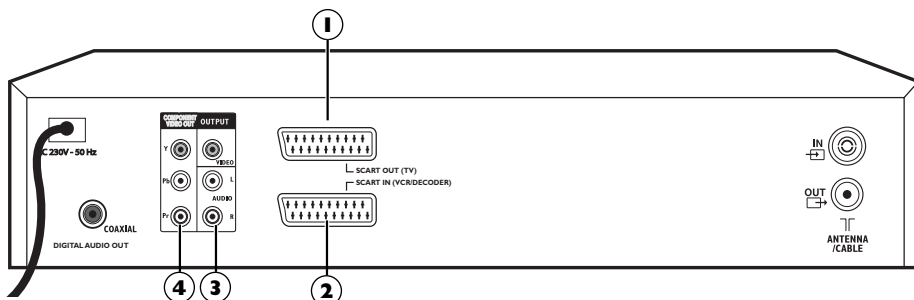 1
COMPONENT
VIDEO OUT
OUTPUT
C 230V~ 50 Hz
Y
VIDEO
Pb
L
AUDIO
Pr
R
COAXIAL
DIGITAL AUDIO OUT
SCART OUT (TV)
SCART IN (VCR/DECODER)
IN
OUT
ANTENNA
/CABLE
4
3
2